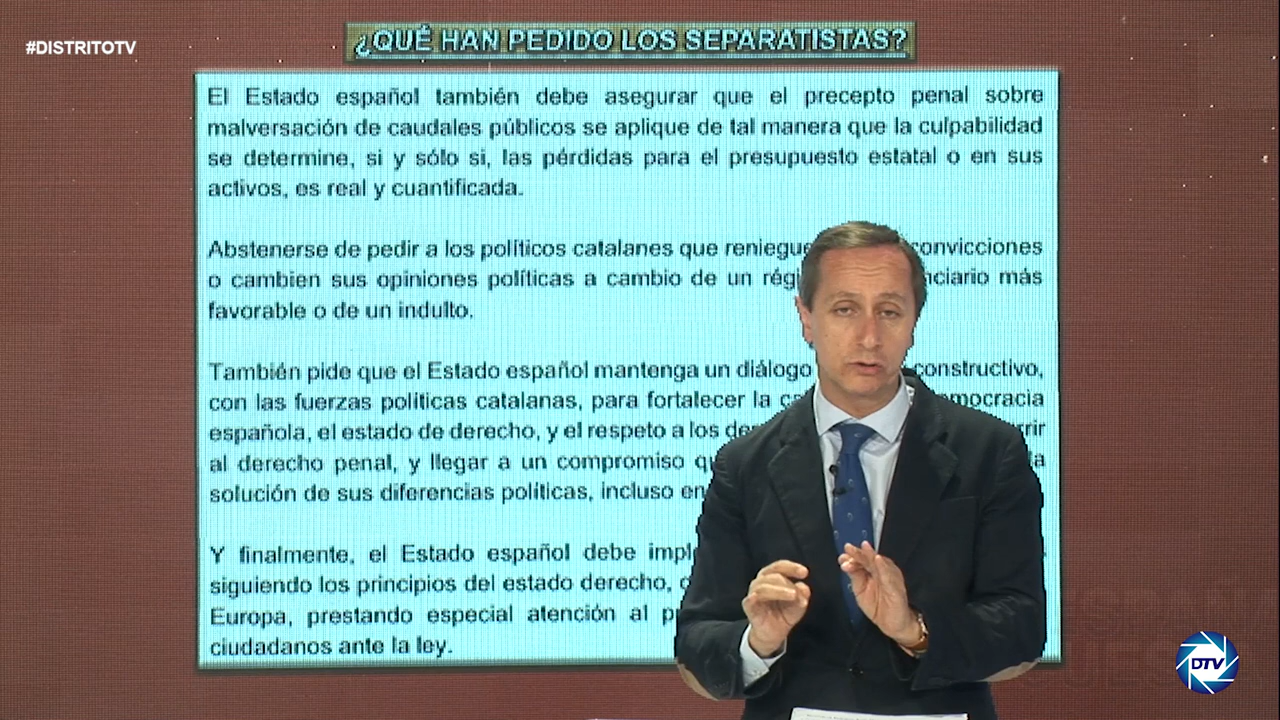 #DISTRITOTV
¿QUÉ HAN PEDIDO LOS SEPARATISTAS?
El Estado español también debe asegurar que el precepto penal sobre
malversación de caudales públicos se aplique de tal manera que la culpabilidad
se determine, si y sólo si, las pérdidas para el presupuesto estatal o en sus
activos, es real y cuantificada.
Abstenerse de pedir a los políticos catalanes que convicciones
o cambien sus opiniones políticas a cambio de un más
favorable o de un indulto.
También pide que el Estado español mantenga un diálogo constructivo,
con las fuerzas políticas catalanas, para fortalecer la
española, el estado de derecho, y el respeto a los
al derecho penal, y llegar a un compromiso
solución de sus diferencias políticas, incluso
Y finalmente, el Estado español debe
siguiendo los principios del estado derecho,
Europa, prestando especial atención al
ciudadanos ante la ley.
DTV